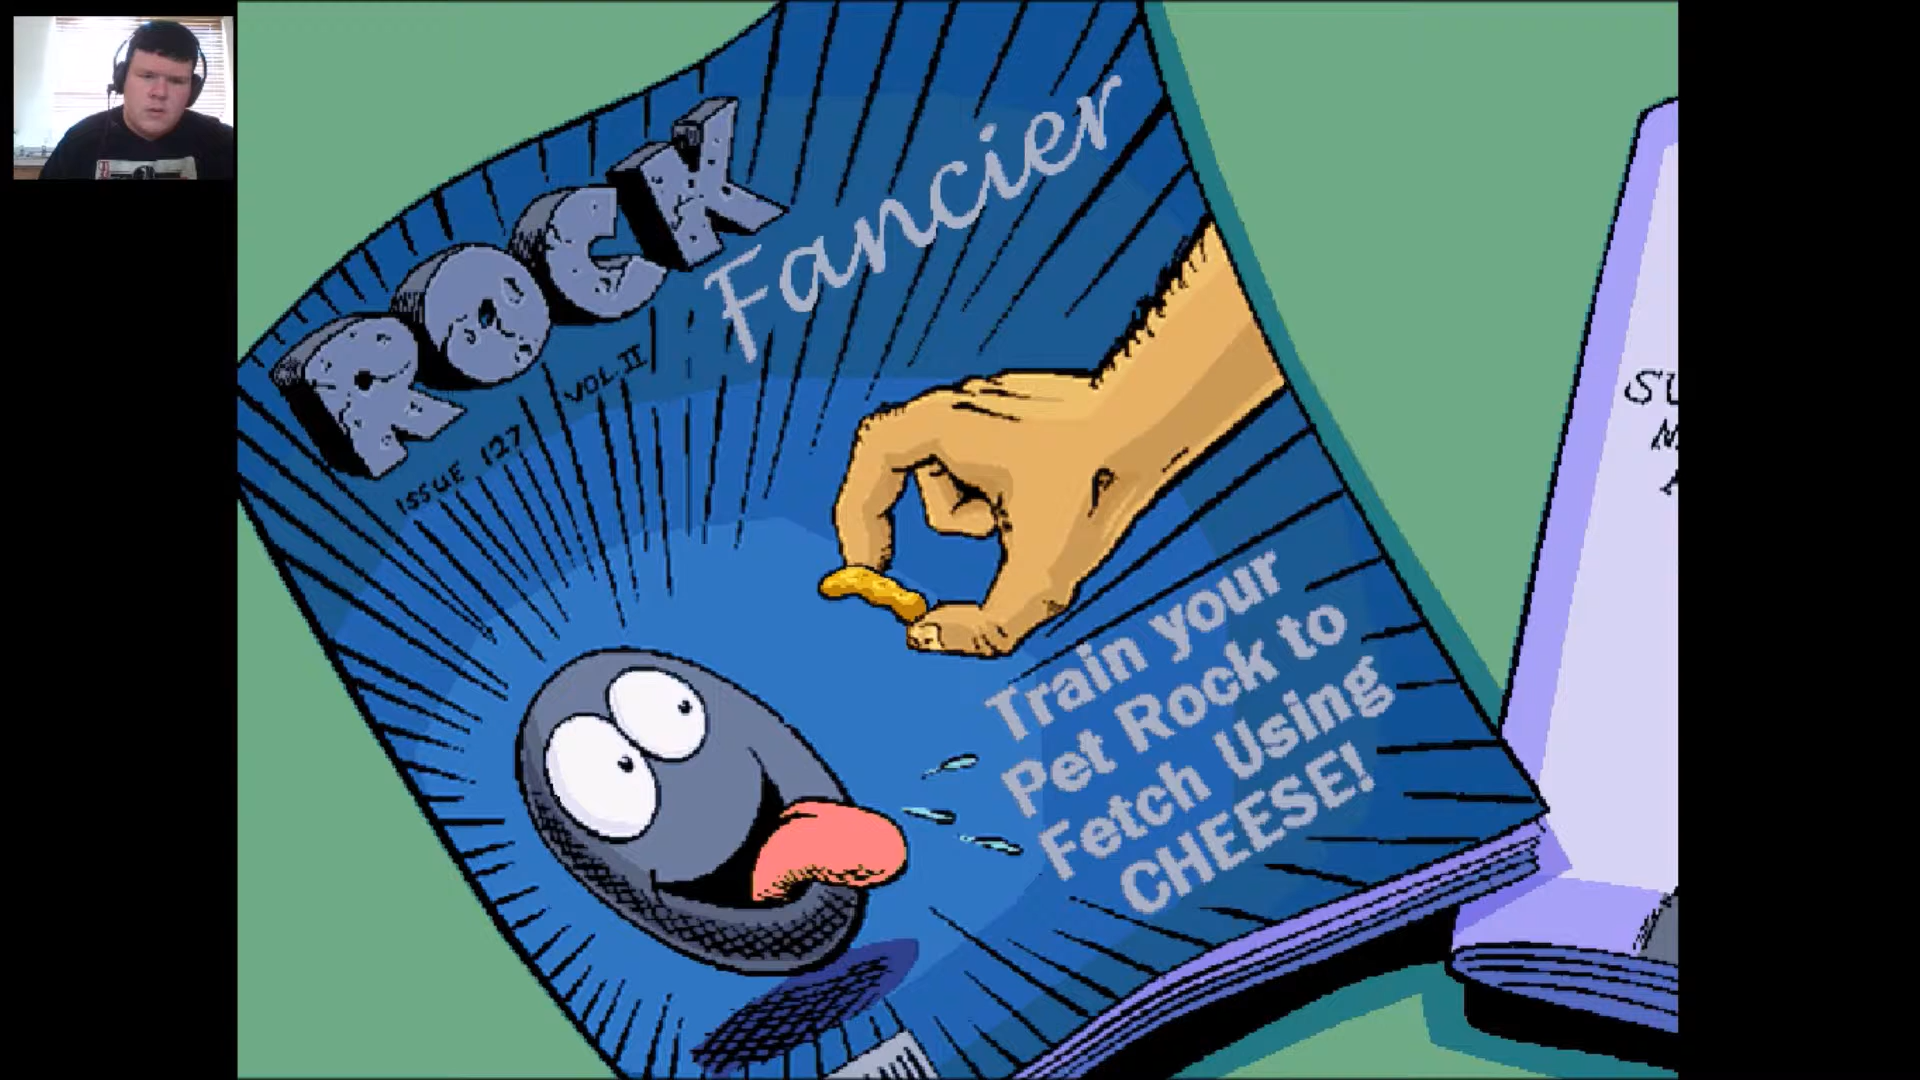 ROCK
Fancier
VOL. II
ISSUE 127
Train your
Pet Rock to
Fetch Using
CHEESE!